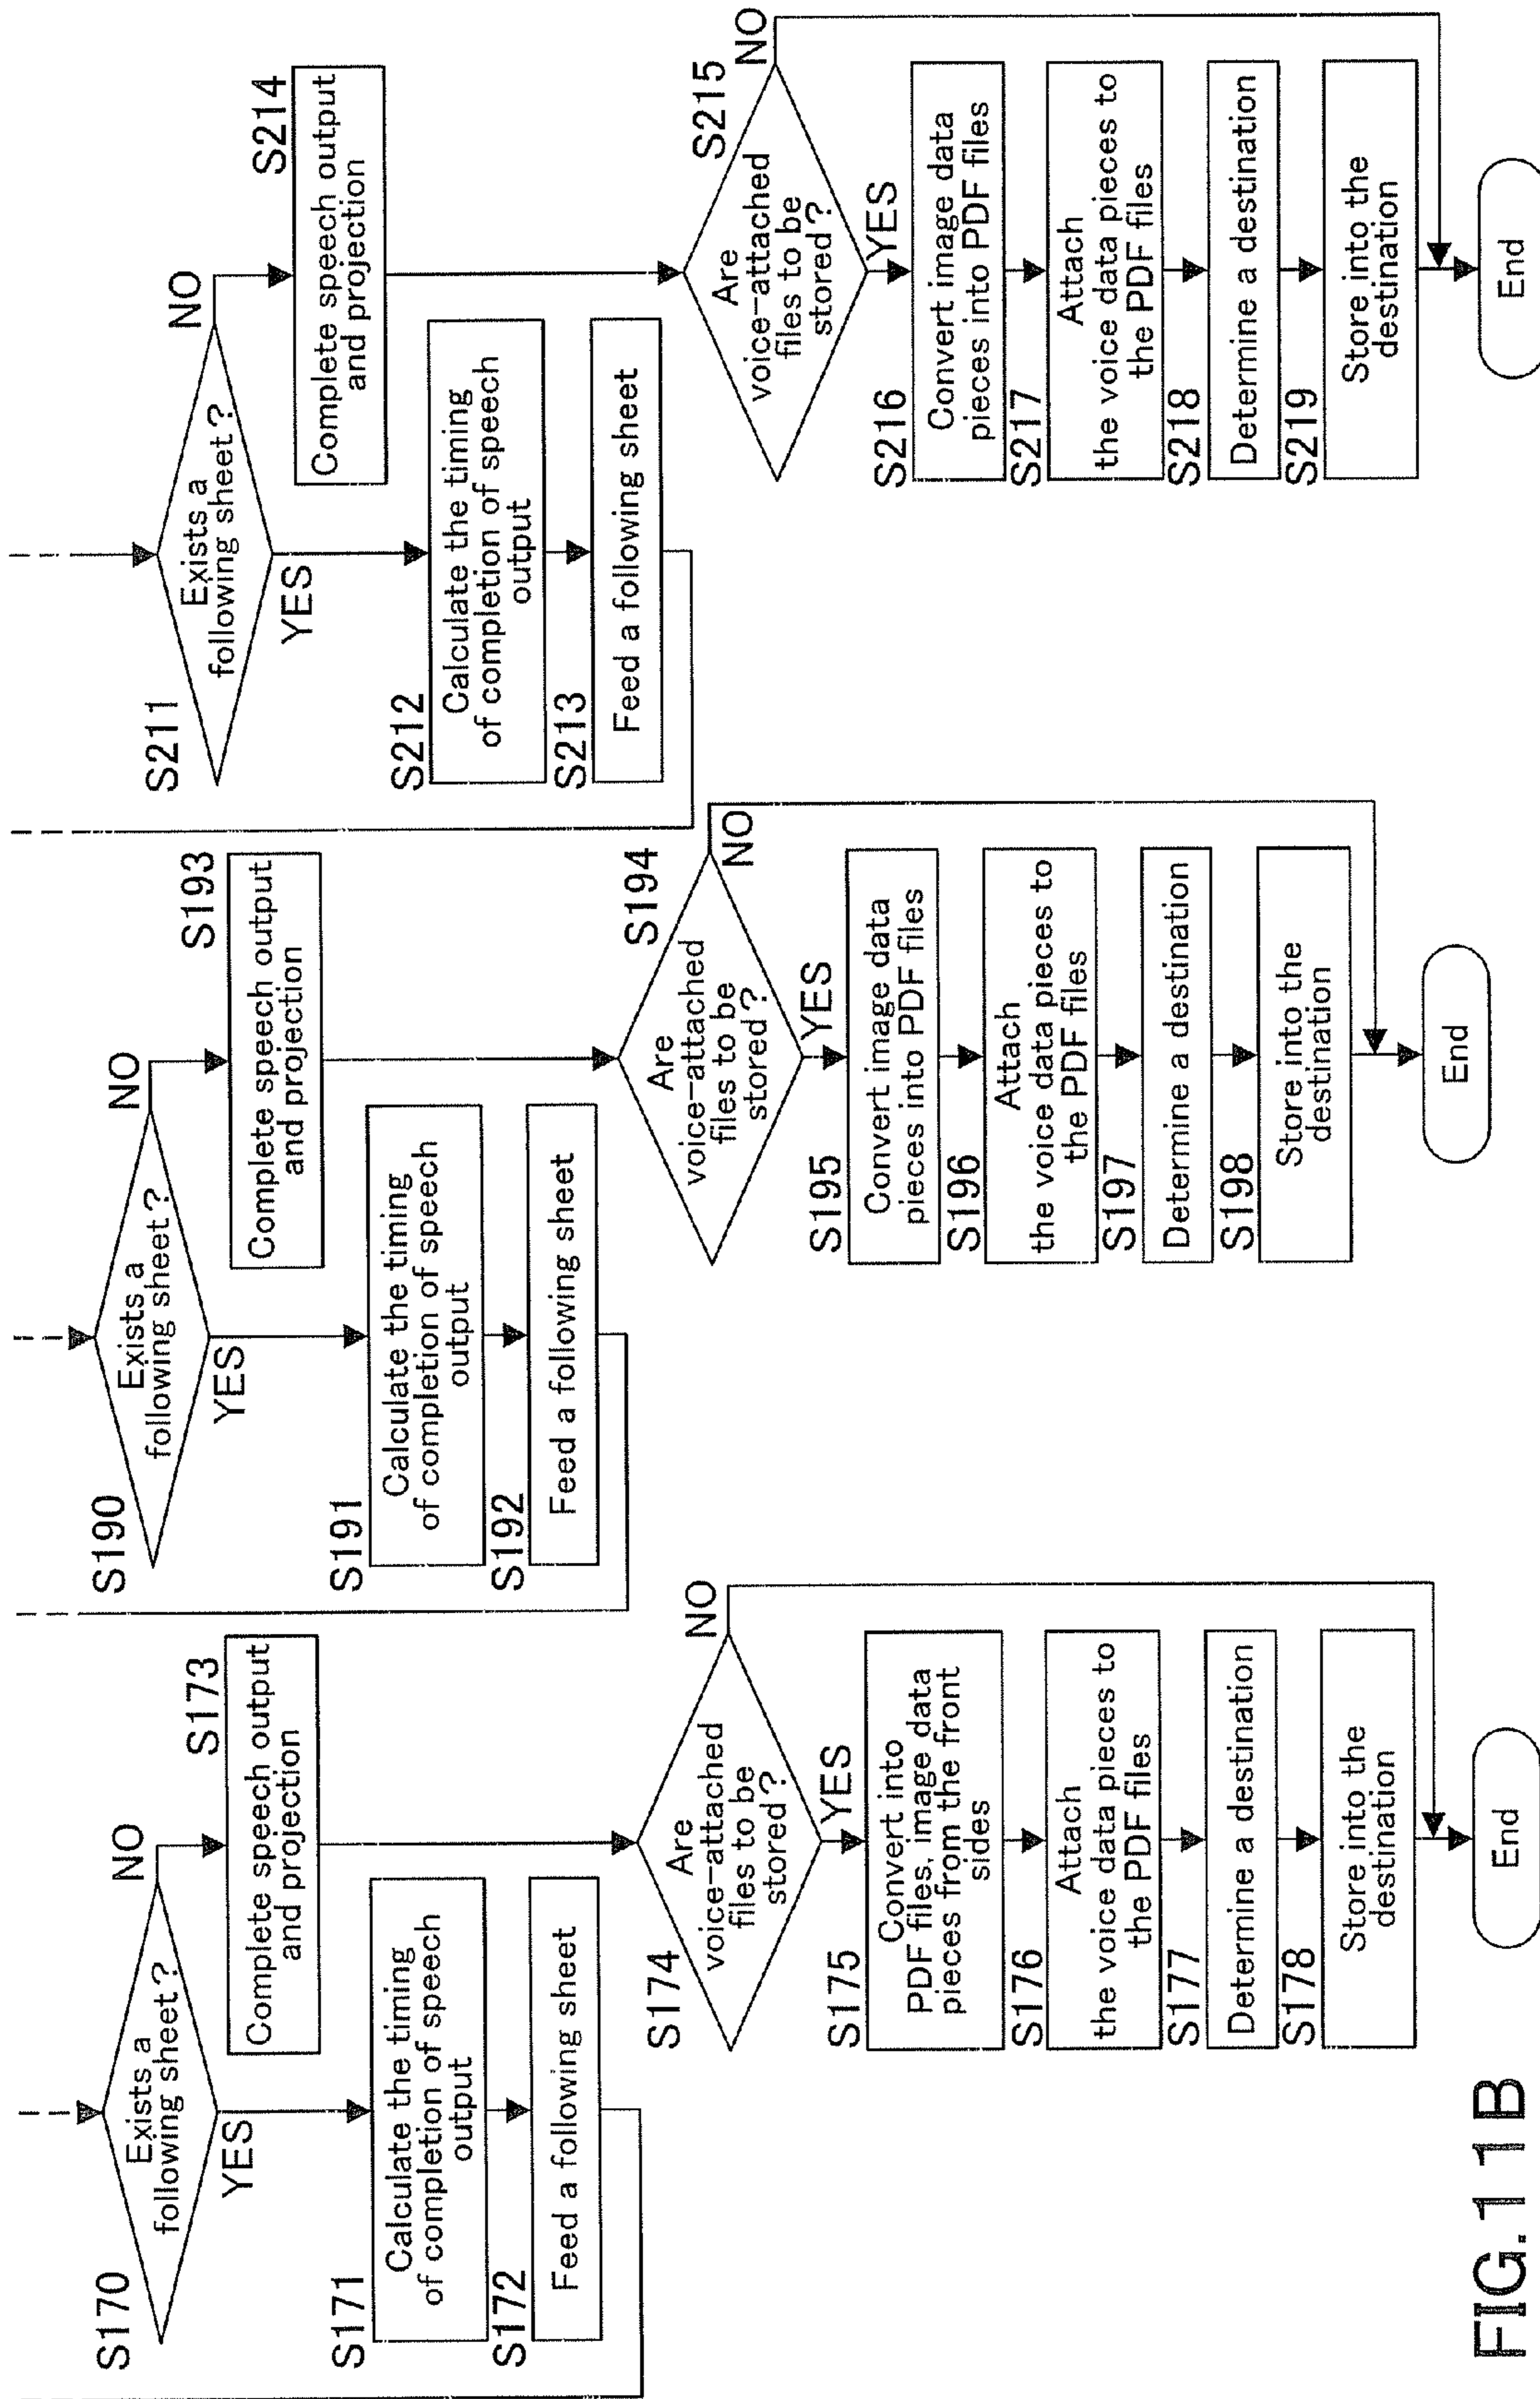 S170
Exists a
following sheet?
NO
YES
S171
Calculate the timing
of completion of speech
output
S172
Feed a following sheet
S173
Complete speech output
and projection
S174
Are
voice-attached
files to be
stored?
NO
YES
S175
Convert into
PDF files, image data
pieces from the front
sides
S176
Attach
the voice data pieces to
the PDF files
S177
Determine a destination
S178
Store into the
destination
End
S190
Exists a
following sheet?
NO
YES
S191
Calculate the timing
of completion of speech
output
S192
Feed a following sheet
S193
Complete speech output
and projection
S194
Are
voice-attached
files to be
stored?
NO
YES
S195
Convert image data
pieces into PDF files
S196
Attach
the voice data pieces to
the PDF files
S197
Determine a destination
S198
Store into the
destination
End
S211
Exists a
following sheet?
NO
YES
S212
Calculate the timing
of completion of speech
output
S213
Feed a following sheet
S214
Complete speech output
and projection
S215
Are
voice-attached
files to be
stored?
NO
YES
S216
Convert image data
pieces into PDF files
S217
Attach
the voice data pieces to
the PDF files
S218
Determine a destination
S219
Store into the
destination
End
FIG. 11B